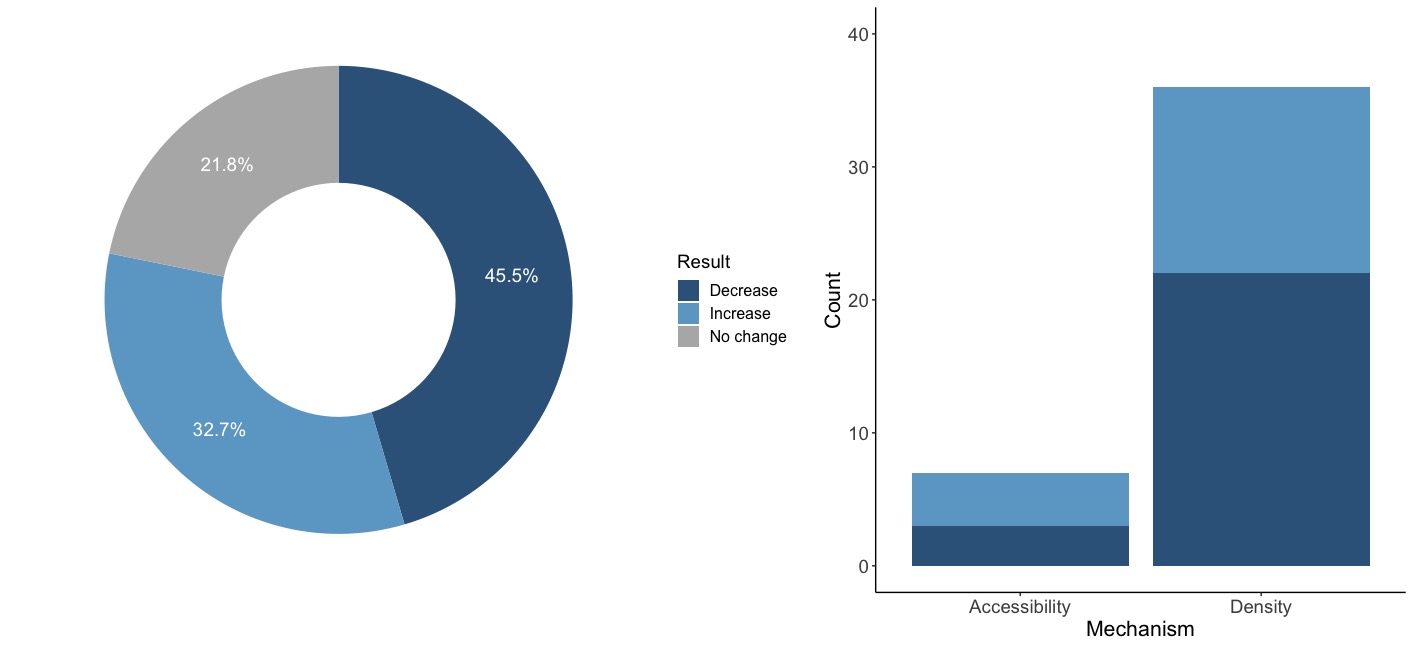 21.8%
45.5%
32.7%
Result
Decrease
Increase
No change
Count
40
30
20
10
0
Accessibility
Density
Mechanism